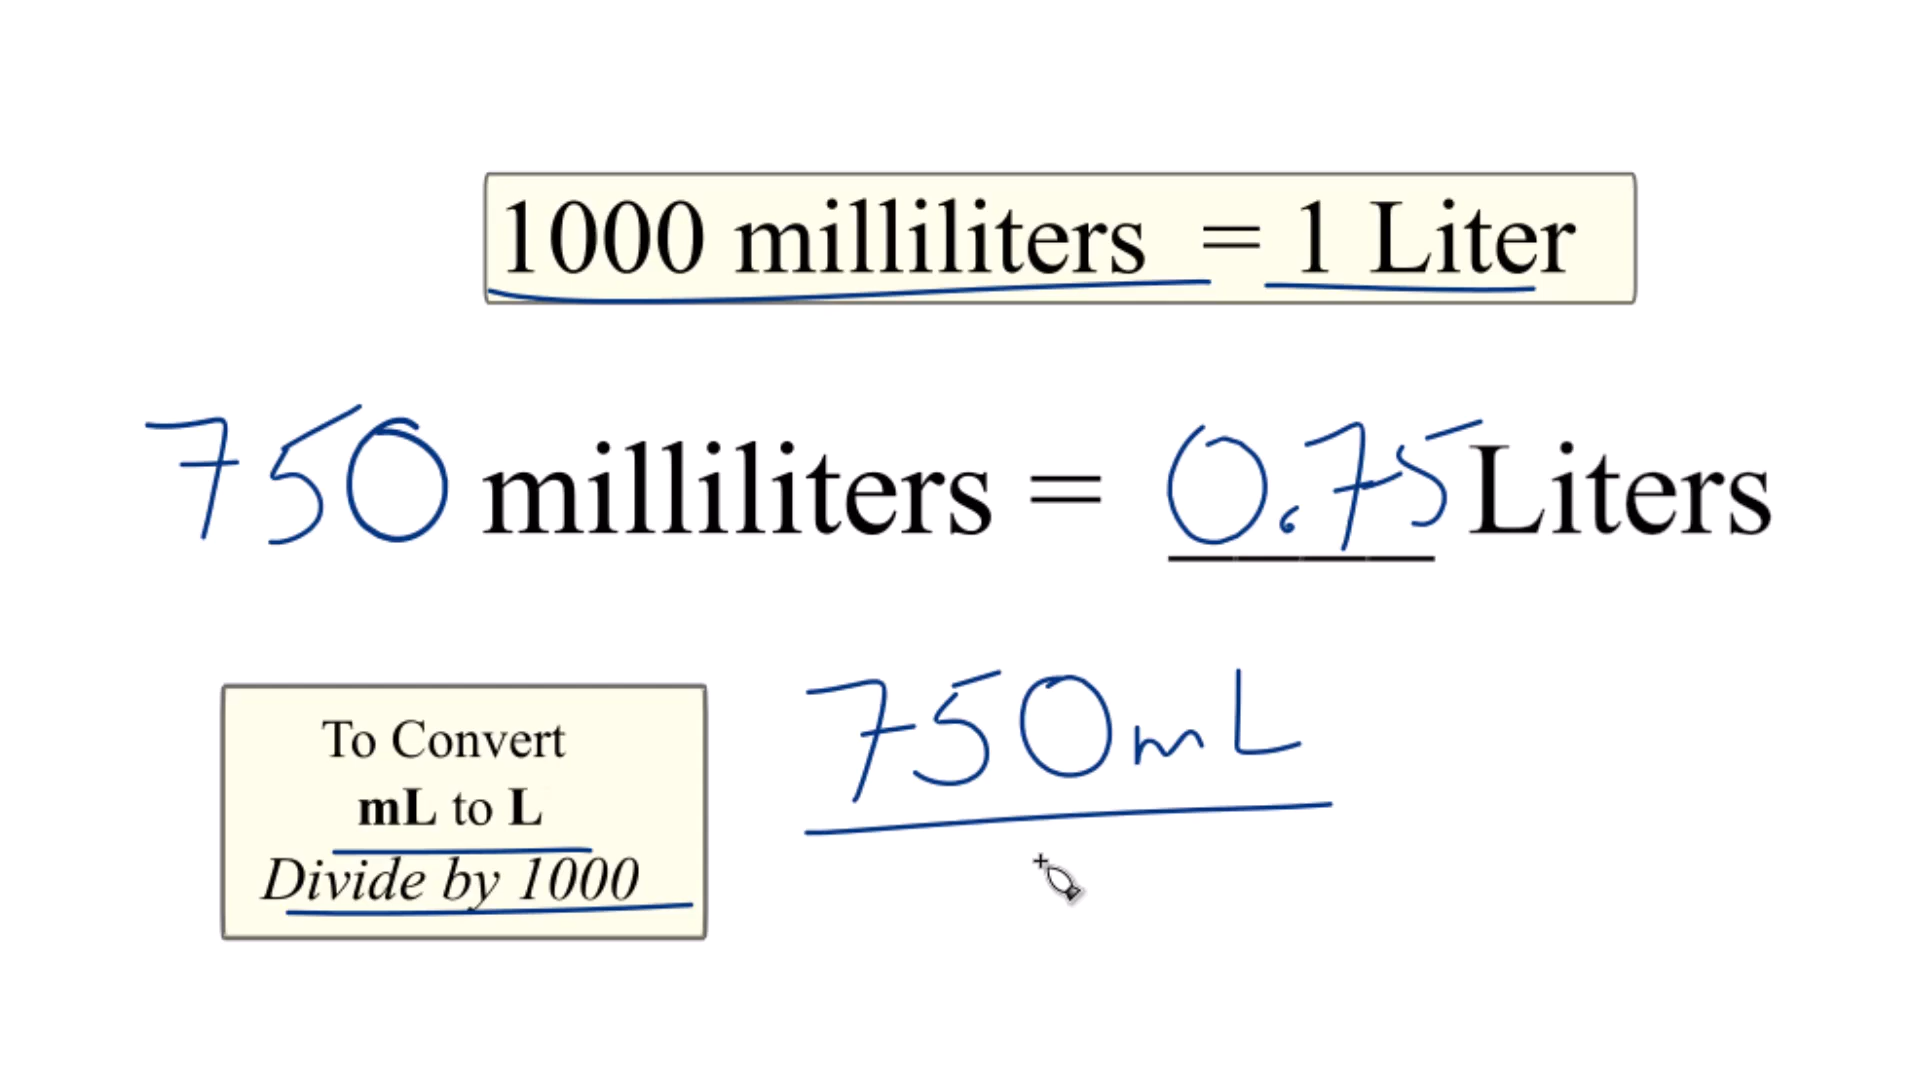 1000 milliliters = 1 Liter
750 milliliters = 0.75 Liters
To Convert
mL to L
Divide by 1000
750mL